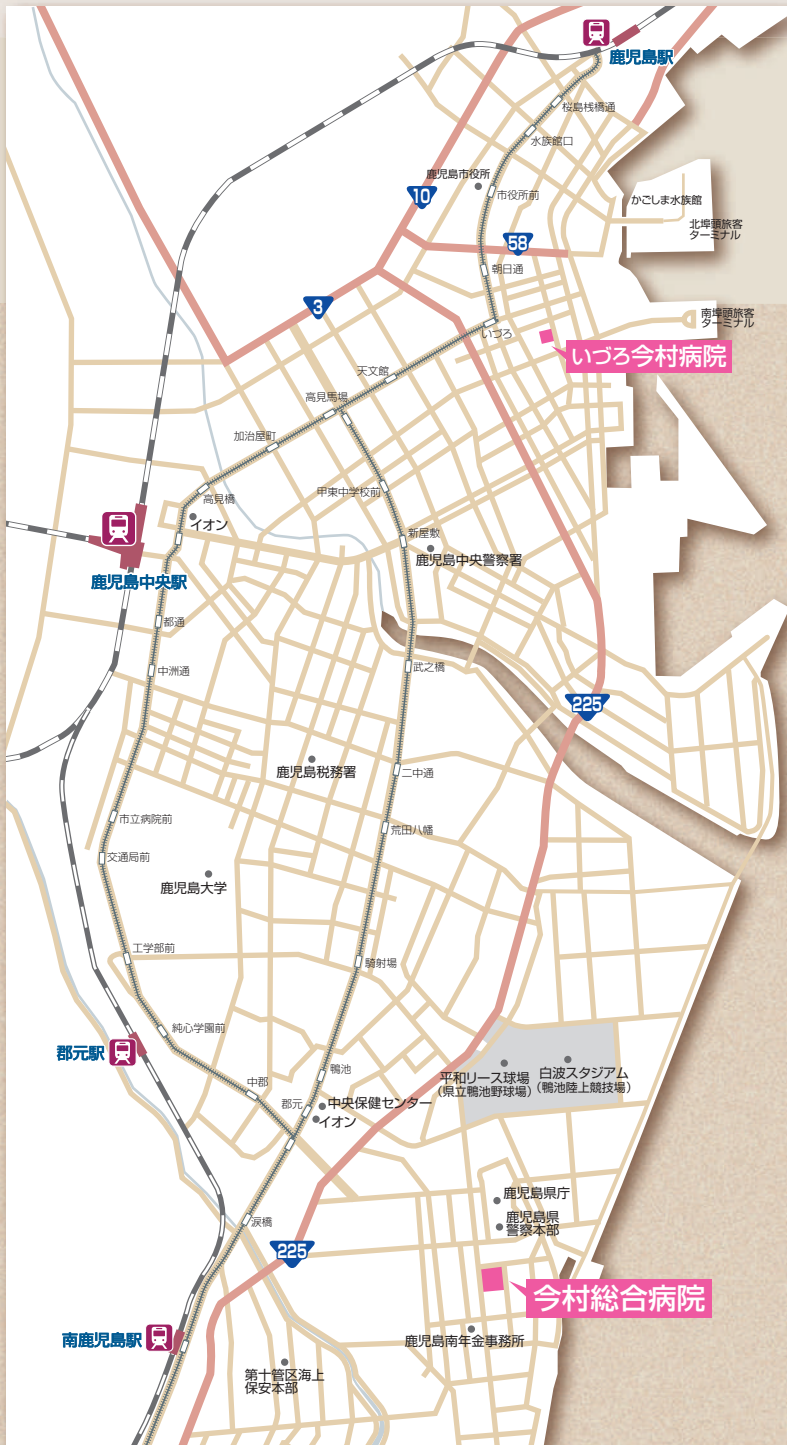 鹿児島駅
桜島桟橋通
水族館口
鹿児島市役所
10
市役所前
かごしま水族館
北埠頭旅客
ターミナル
58
朝日通
3
南埠頭旅客
ターミナル
いづろ
いづろ今村病院
天文館
高見馬場
加治屋町
甲東中学校前
高見橋
イオン
新屋敷
鹿児島中央警察署
鹿児島中央駅
都通
中洲通
武之橋
225
鹿児島税務署
二中通
市立病院前
荒田八幡
交通局前
鹿児島大学
工学部前
騎射場
純心学園前
郡元駅
鴨池
平和リース球場
(県立鴨池野球場)
白波スタジアム
(鴨池陸上競技場)
中郡
郡元
中央保健センター
イオン
鹿児島県庁
鹿児島県
警察本部
涙橋
225
今村総合病院
南鹿児島駅
鹿児島南年金事務所
第十管区海上
保安本部